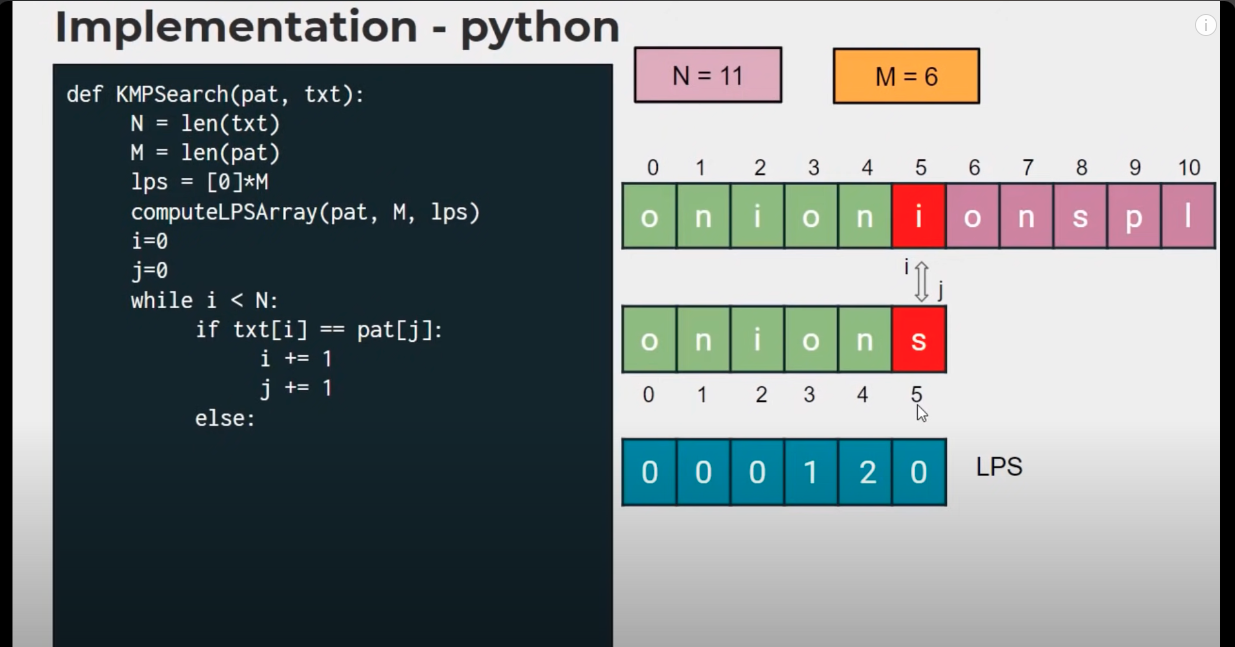 Implementation - python
def KMPSearch(pat, txt):
N = len(txt)
M = len(pat)
lps = [0]*M
computeLPSArray(pat, M, lps)
i=0
j=0
while i < N:
if txt[i] == pat[j]:
i += 1
j += 1
else:
N = 11
M = 6
0 1 2 3 4 5 6 7 8 9 10
o n i o n i o n s p l
i
j
o n i o n s
0 1 2 3 4 5
0 0 0 1 2 0
LPS
i